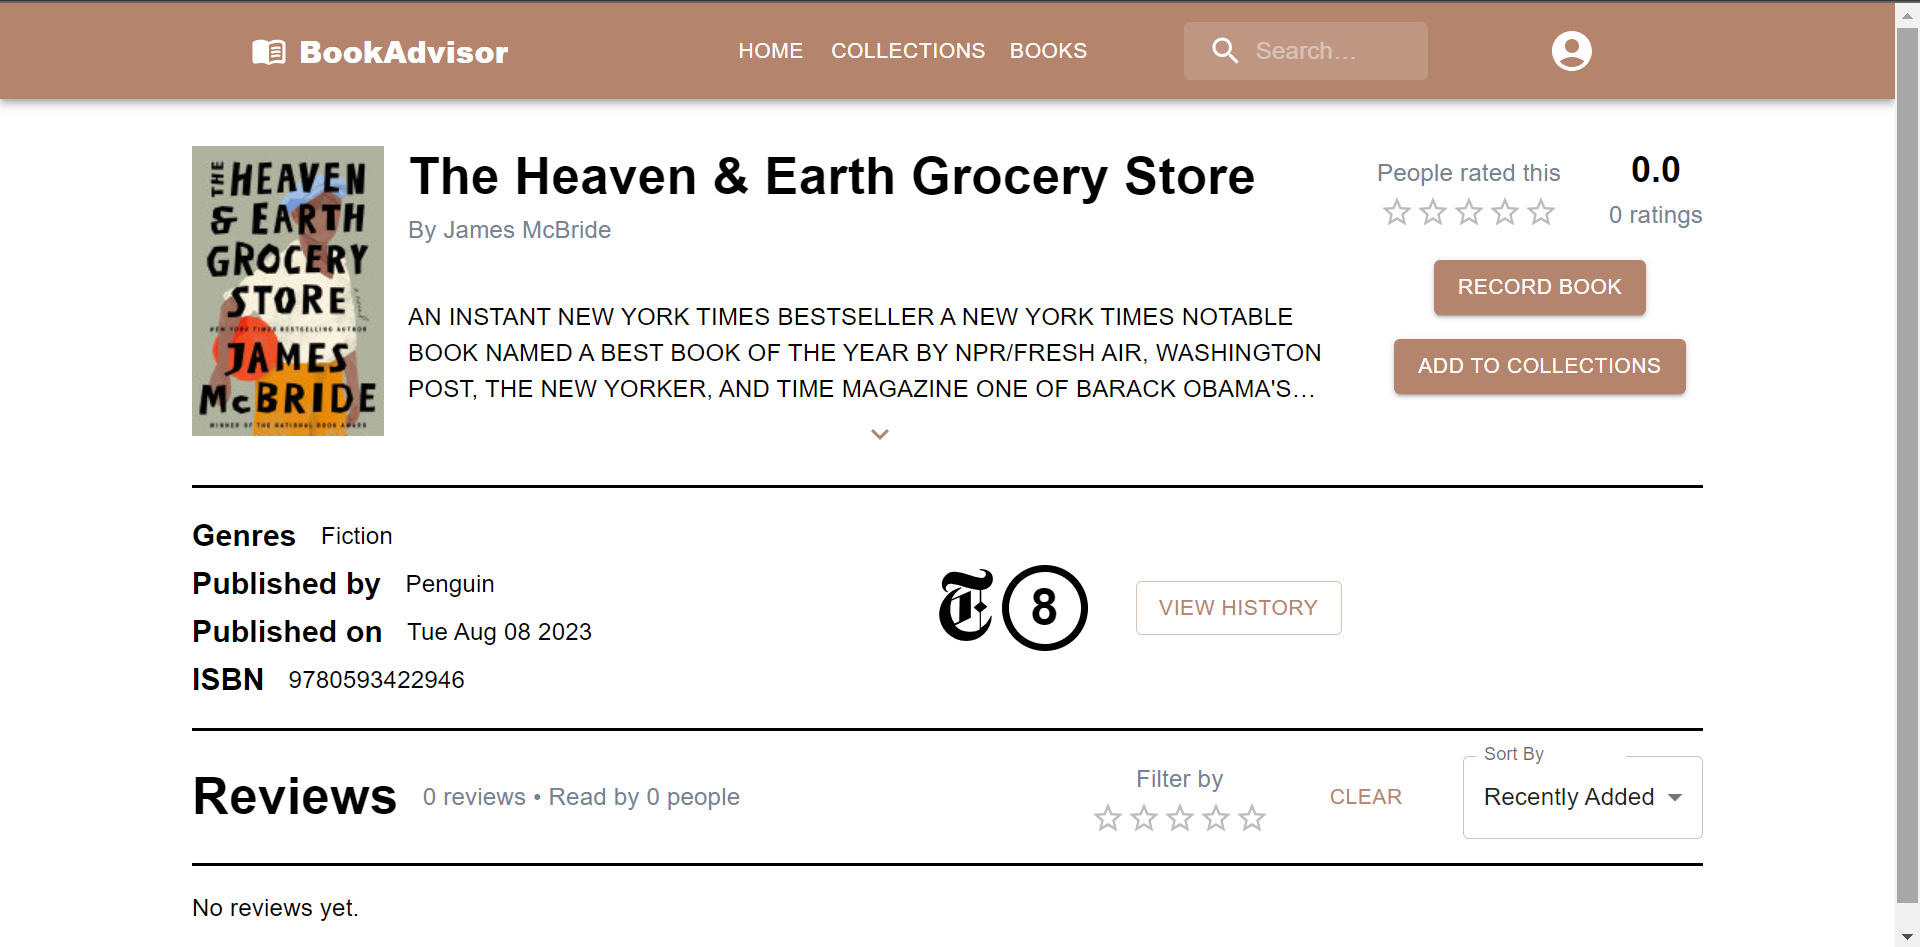 BookAdvisor
HOME COLLECTIONS BOOKS
Search...
THE
HEAVEN
& EARTH
GROCERY
STORE
a novel
NEW YORK TIMES BESTSELLING AUTHOR
JAMES
McBRIDE
WINNER OF THE NATIONAL BOOK AWARD
The Heaven & Earth Grocery Store
By James McBride
AN INSTANT NEW YORK TIMES BESTSELLER A NEW YORK TIMES NOTABLE
BOOK NAMED A BEST BOOK OF THE YEAR BY NPR/FRESH AIR, WASHINGTON
POST, THE NEW YORKER, AND TIME MAGAZINE ONE OF BARACK OBAMA'S…
People rated this
0.0
0 ratings
RECORD BOOK
ADD TO COLLECTIONS
Genres Fiction
Published by Penguin
Published on Tue Aug 08 2023
ISBN 9780593422946
T 8
VIEW HISTORY
Reviews 0 reviews • Read by 0 people
Filter by
CLEAR
Sort By
Recently Added
No reviews yet.